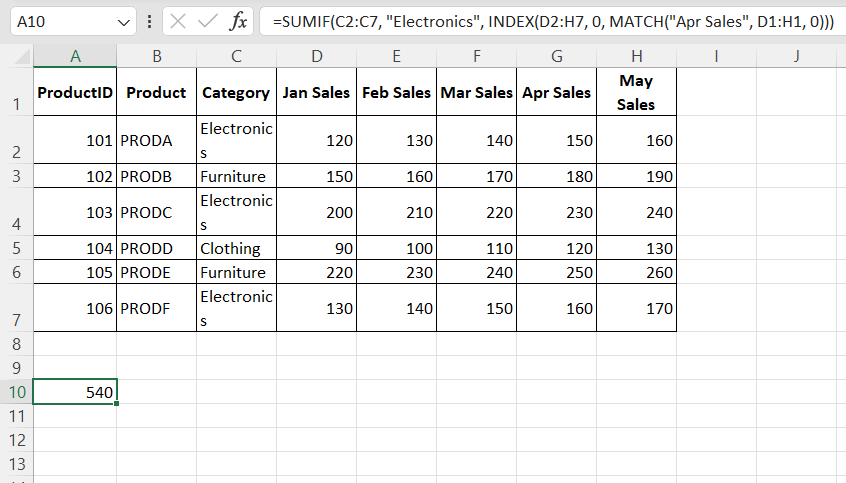 A10 fx =SUMIF(C2:C7, "Electronics", INDEX(D2:H7, 0, MATCH("Apr Sales", D1:H1, 0)))
A B C D E F G H I J
1 ProductID Product Category Jan Sales Feb Sales Mar Sales Apr Sales May
Sales
2 101 PRODA Electronic
s 120 130 140 150 160
3 102 PRODB Furniture 150 160 170 180 190
4 103 PRODC Electronic
s 200 210 220 230 240
5 104 PRODD Clothing 90 100 110 120 130
6 105 PRODE Furniture 220 230 240 250 260
7 106 PRODF Electronic
s 130 140 150 160 170
8
9
10 540
11
12
13